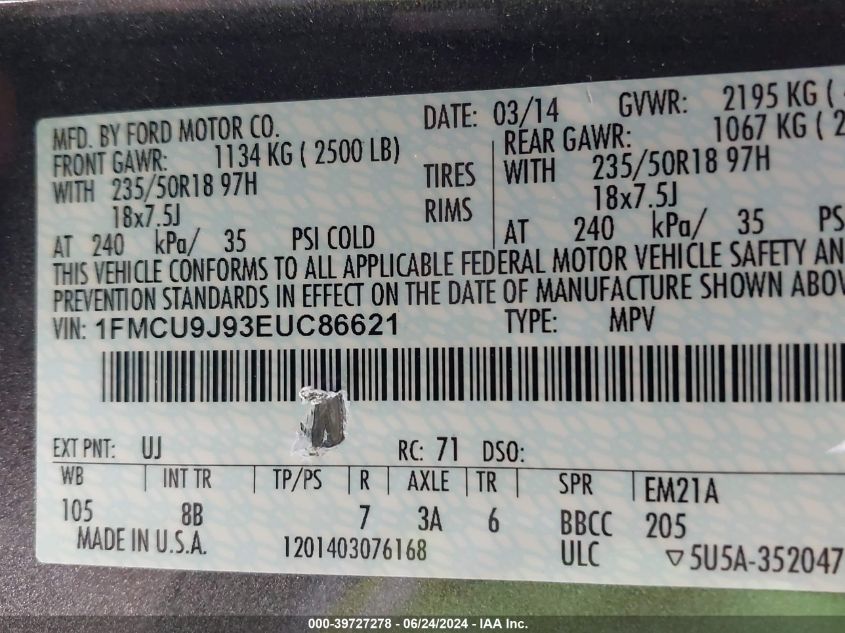 MFD. BY FORD MOTOR CO. DATE: 03/14 GVWR: 2195 KG (
FRONT GAWR: 1134 KG ( 2500 LB) REAR GAWR: 1067 KG ( 2
WITH 235/50R18 97H TIRES WITH 235/50R18 97H
18x7.5J RIMS 18x7.5J
AT 240 kPa/ 35 PSI COLD AT 240 kPa/ 35 PS
THIS VEHICLE CONFORMS TO ALL APPLICABLE FEDERAL MOTOR VEHICLE SAFETY AN
PREVENTION STANDARDS IN EFFECT ON THE DATE OF MANUFACTURE SHOWN ABOV
VIN: 1FMCU9J93EUC86621 TYPE: MPV
EXT PNT: UJ RC: 71 DSO:
WB INT TR TP/PS R AXLE TR SPR EM21A
105 8B 7 3A 6 BBCC 205
MADE IN U.S.A. 1201403076168 ULC ▽5U5A-352047
000-39727278 - 06/24/2024 - IAA Inc.